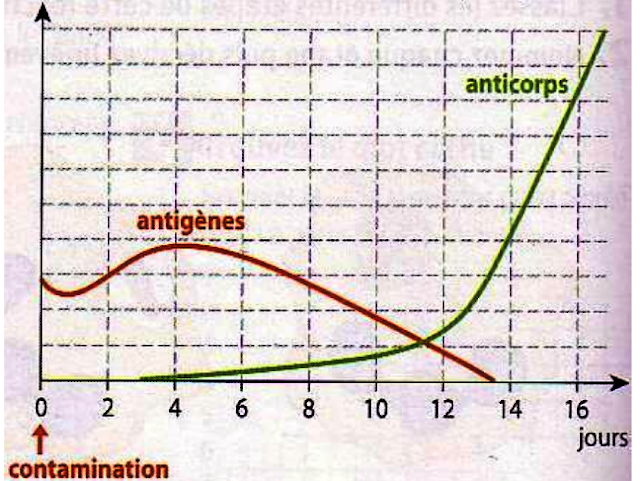 anticorps
antigènes
0 2 4 6 8 10 12 14 16
jours
contamination